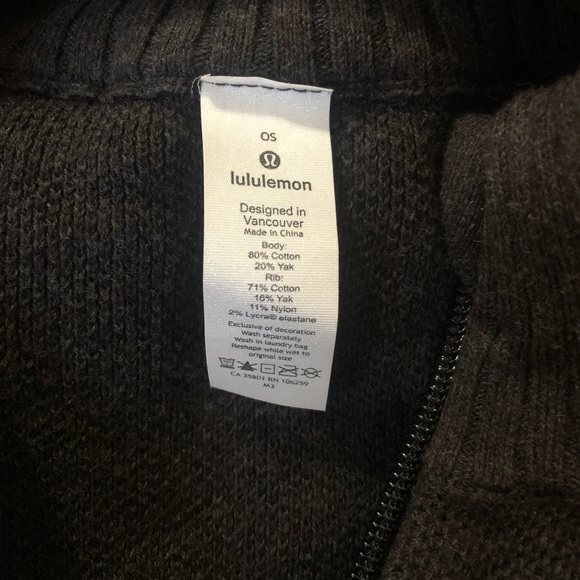 OS
lululemon
Designed in
Vancouver
Made in China
Body:
80% Cotton
20% Yak
Rib:
71% Cotton
16% Yak
11% Nylon
2% Lycra® elastane
Exclusive of decoration
Wash separately
Wash in laundry bag
Reshape while wet to
original size
CA 35801 RN 106259
M3